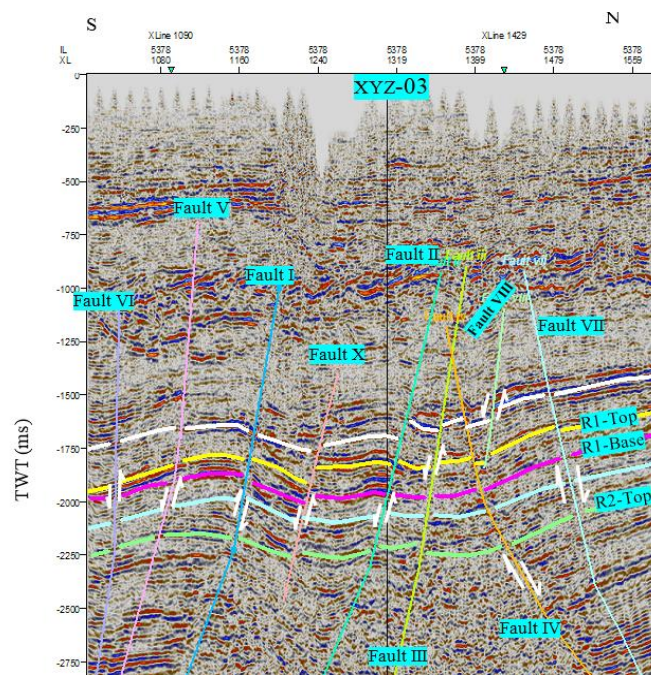 S
N
XLine 1090
XLine 1429
IL 5378 5378 5378 5378 5378 5378 5378
XL 1080 1160 1240 1319 1399 1479 1559
XYZ-03
0
-250
-500
-750
-1000
-1250
-1500
-1750
-2000
-2250
-2500
-2750
TWT (ms)
Fault V
Fault I
Fault II
Fault VI
Fault VIII
Fault vii
Fault VII
Fault X
R1-Top
R1-Base
R2-Top
Fault IV
Fault III